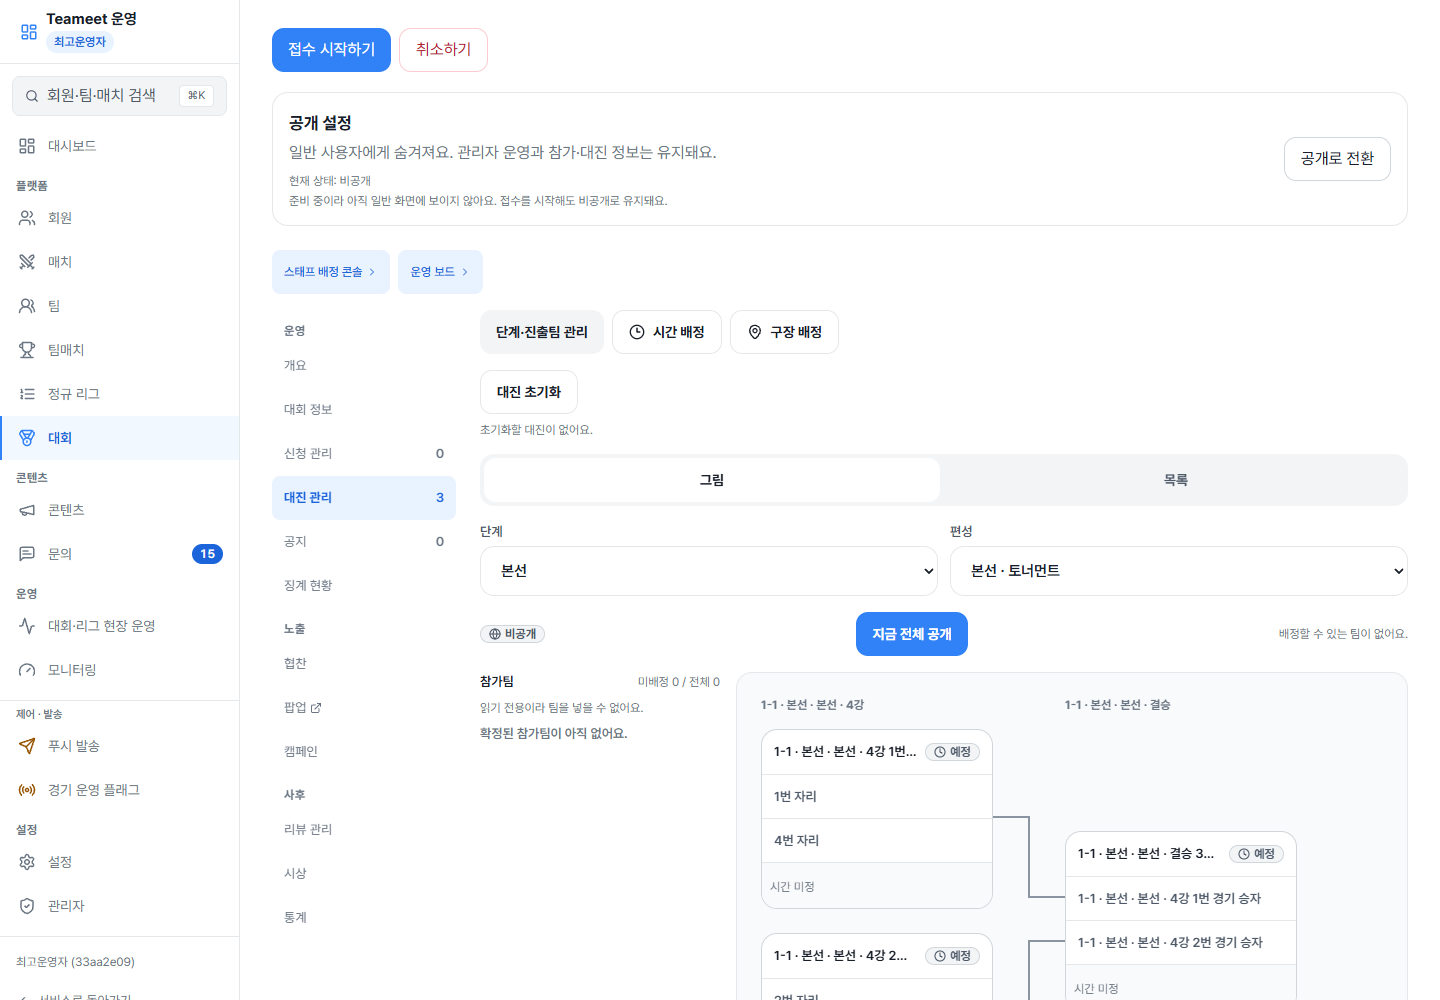 Teameet 운영
최고운영자
회원·팀·매치 검색
⌘K
대시보드
플랫폼
회원
매치
팀
팀매치
정규 리그
대회
콘텐츠
콘텐츠
문의
15
운영
대회·리그 현장 운영
모니터링
제어 · 발송
푸시 발송
경기 운영 플래그
설정
설정
관리자
최고운영자 (33aa2e09)
서비스로 돌아가기
접수 시작하기
취소하기
공개 설정
일반 사용자에게 숨겨져요. 관리자 운영과 참가·대진 정보는 유지돼요.
현재 상태: 비공개
준비 중이라 아직 일반 화면에 보이지 않아요. 접수를 시작해도 비공개로 유지돼요.
공개로 전환
스태프 배정 콘솔
운영 보드
운영
개요
대회 정보
신청 관리
0
대진 관리
3
공지
0
징계 현황
노출
협찬
팝업
캠페인
사후
리뷰 관리
시상
통계
단계·진출팀 관리
시간 배정
구장 배정
대진 초기화
초기화할 대진이 없어요.
그림
목록
단계
본선
편성
본선 · 토너먼트
비공개
지금 전체 공개
배정할 수 있는 팀이 없어요.
참가팀
미배정 0 / 전체 0
읽기 전용이라 팀을 넣을 수 없어요.
확정된 참가팀이 아직 없어요.
1-1 · 본선 · 본선 · 4강
1-1 · 본선 · 본선 · 4강 1번...
예정
1번 자리
4번 자리
시간 미정
1-1 · 본선 · 본선 · 4강 2...
예정
2번 자리
1-1 · 본선 · 본선 · 결승
1-1 · 본선 · 본선 · 결승 3...
예정
1-1 · 본선 · 본선 · 4강 1번 경기 승자
1-1 · 본선 · 본선 · 4강 2번 경기 승자
시간 미정